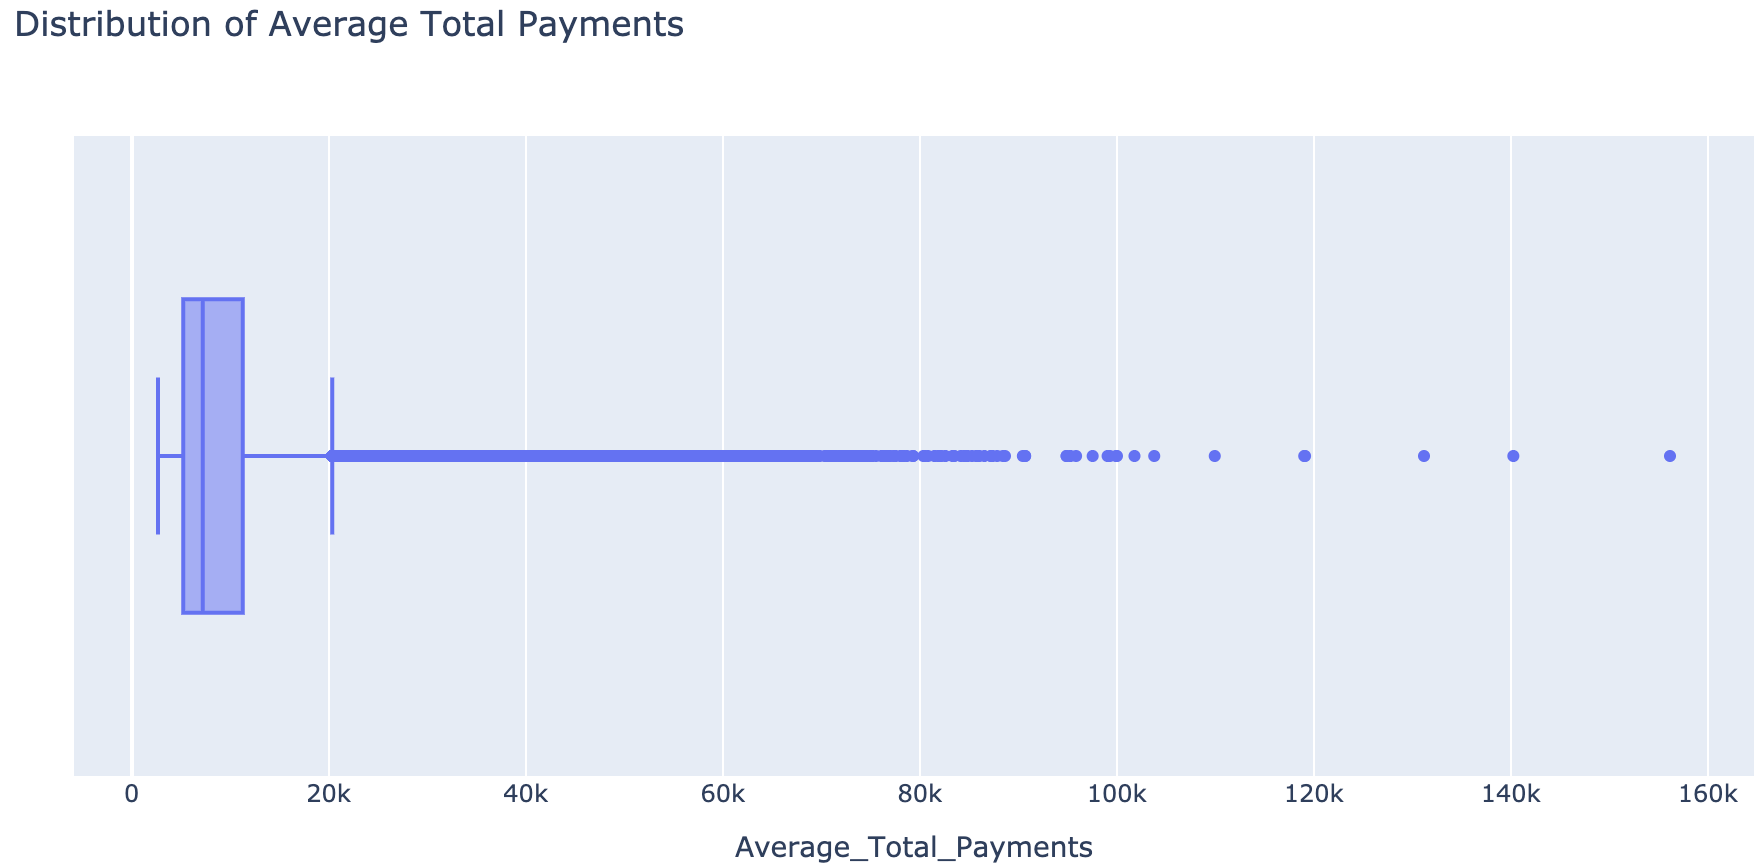 Distribution of Average Total Payments
0 20k 40k 60k 80k 100k 120k 140k 160k
Average_Total_Payments